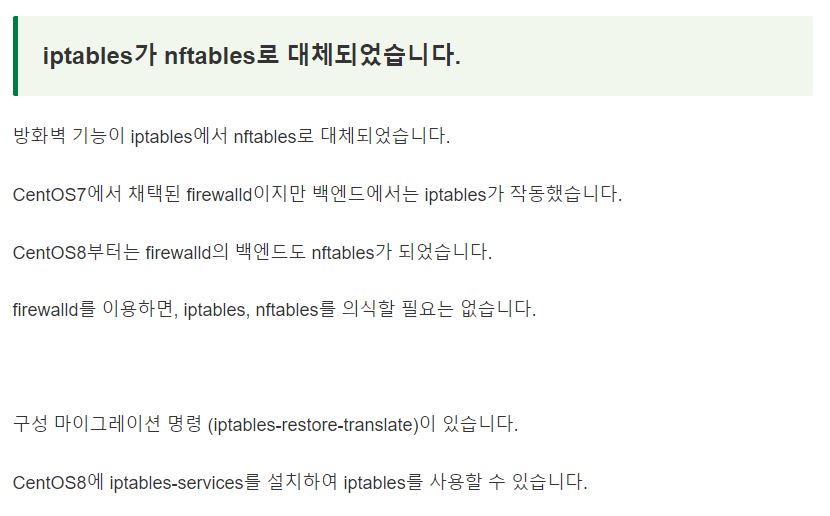 iptables가 nftables로 대체되었습니다.
방화벽 기능이 iptables에서 nftables로 대체되었습니다.
CentOS7에서 채택된 firewalld이지만 백엔드에서는 iptables가 작동했습니다.
CentOS8부터는 firewalld의 백엔드도 nftables가 되었습니다.
firewalld를 이용하면, iptables, nftables를 의식할 필요는 없습니다.
구성 마이그레이션 명령 (iptables-restore-translate)이 있습니다.
CentOS8에 iptables-services를 설치하여 iptables를 사용할 수 있습니다.